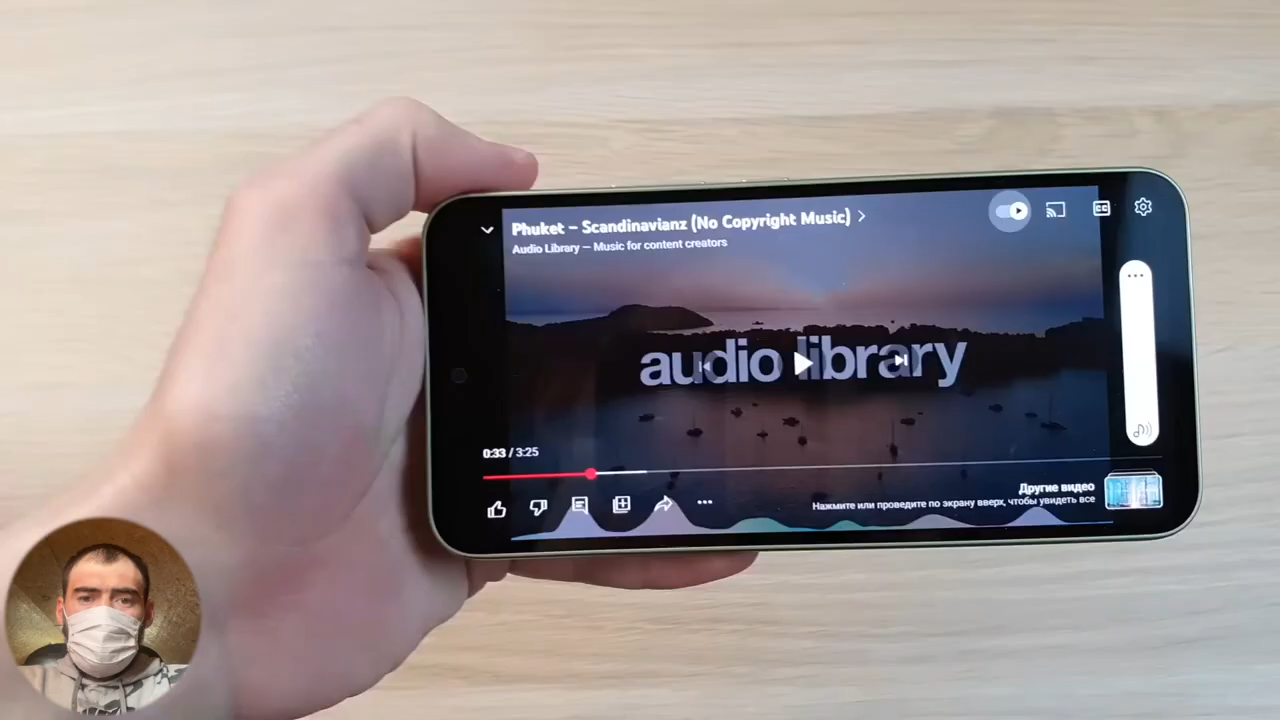 Phuket – Scandinavianz (No Copyright Music)
Audio Library — Music for content creators
CC
audio library
0:33 / 3:25
Другие видео
Нажмите или проведите по экрану вверх, чтобы увидеть все